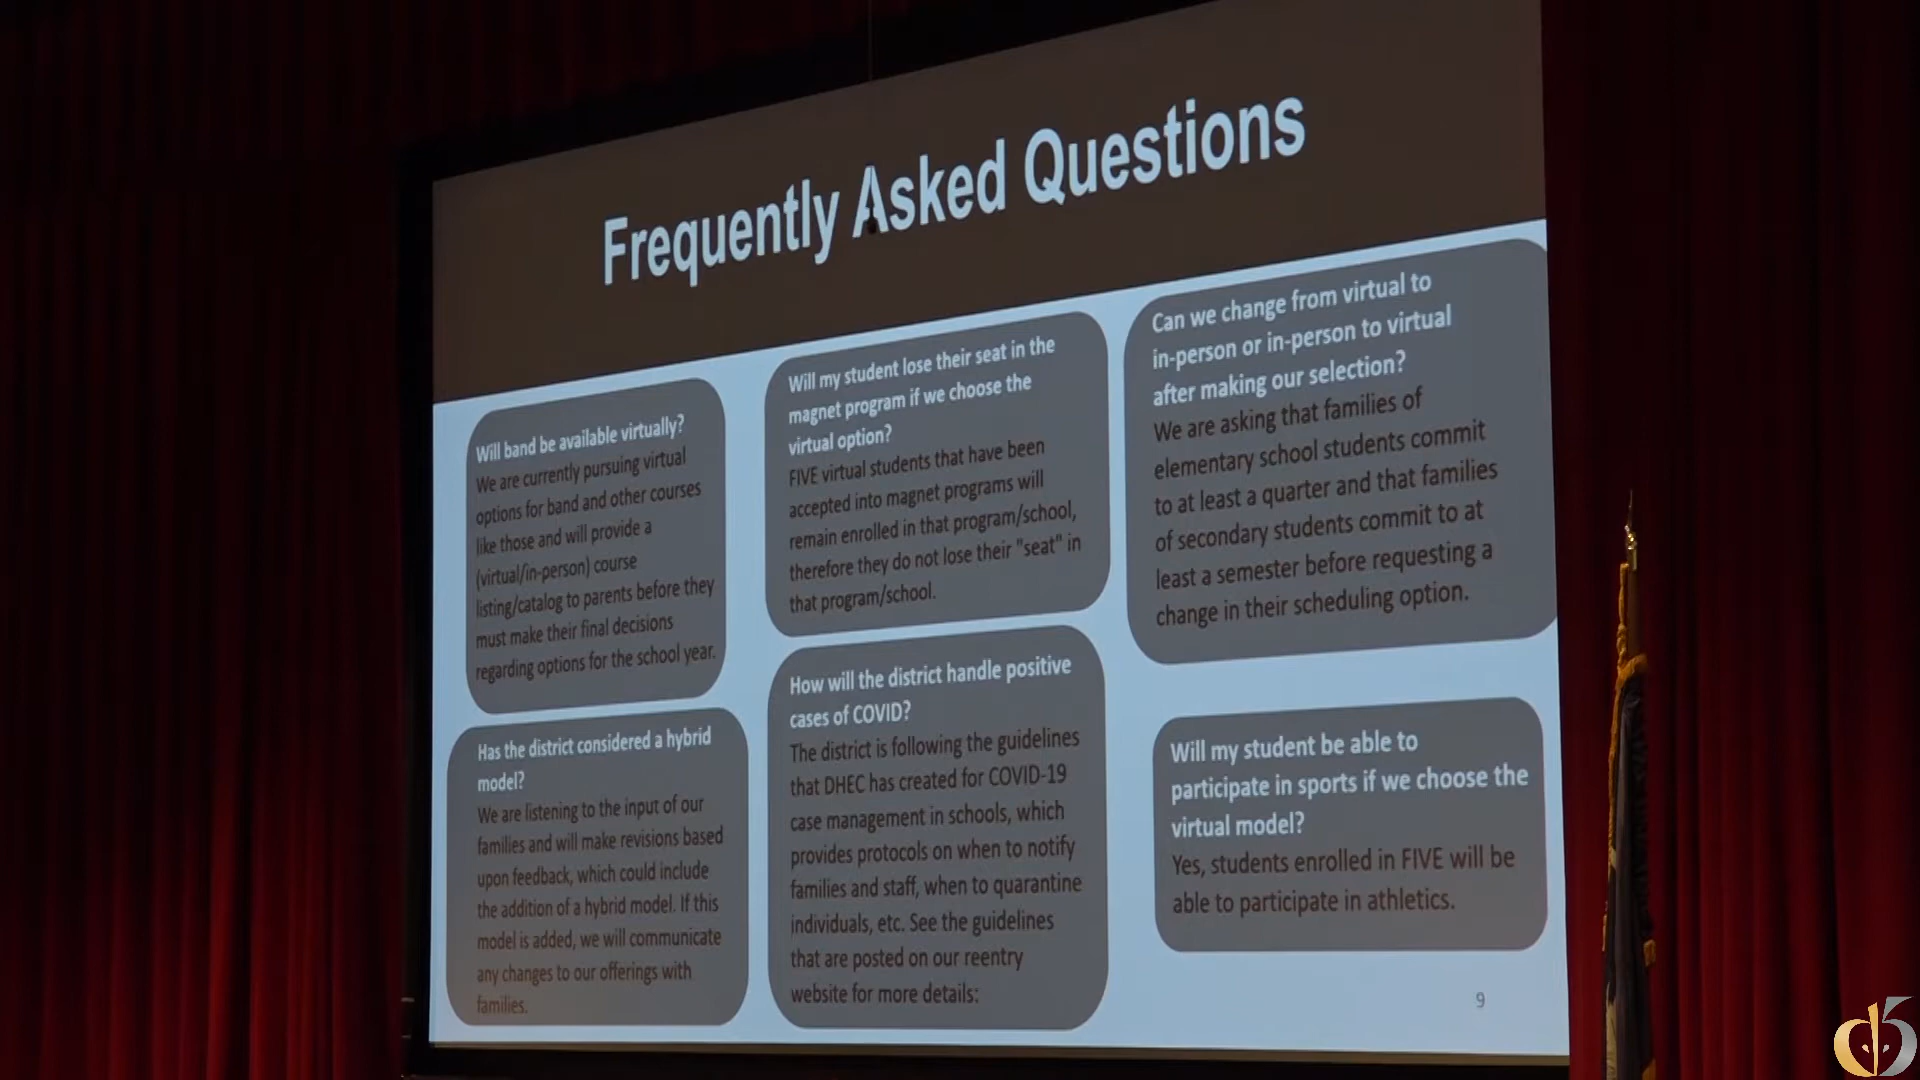 Frequently Asked Questions
Will band be available virtually?
We are currently pursuing virtual
options for band and other courses
like those and will provide a
(virtual/in-person) course
listing/catalog to parents before they
must make their final decisions
regarding options for the school year.
Has the district considered a hybrid
model?
We are listening to the input of our
families and will make revisions based
upon feedback, which could include
the addition of a hybrid model. If this
model is added, we will communicate
any changes to our offerings with
families.
Will my student lose their seat in the
magnet program if we choose the
virtual option?
FIVE virtual students that have been
accepted into magnet programs will
remain enrolled in that program/school,
therefore they do not lose their "seat" in
that program/school.
How will the district handle positive
cases of COVID?
The district is following the guidelines
that DHEC has created for COVID-19
case management in schools, which
provides protocols on when to notify
families and staff, when to quarantine
individuals, etc. See the guidelines
that are posted on our reentry
website for more details:
Can we change from virtual to
in-person or in-person to virtual
after making our selection?
We are asking that families of
elementary school students commit
to at least a quarter and that families
of secondary students commit to at
least a semester before requesting a
change in their scheduling option.
Will my student be able to
participate in sports if we choose the
virtual model?
Yes, students enrolled in FIVE will be
able to participate in athletics.
9
d5